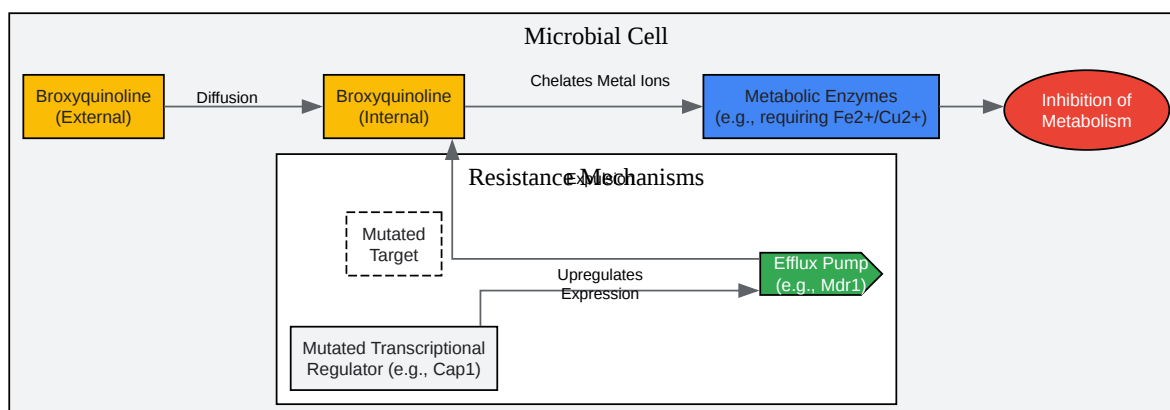 Microbial Cell
Broxyquinoline
(External)
Diffusion
Broxyquinoline
(Internal)
Chelates Metal Ions
Metabolic Enzymes
(e.g., requiring Fe2+/Cu2+)
Inhibition of
Metabolism
Resistance Mechanisms
Expulsion
Mutated
Target
Efflux Pump
(e.g., Mdr1)
Upregulates
Expression
Mutated Transcriptional
Regulator (e.g., Cap1)